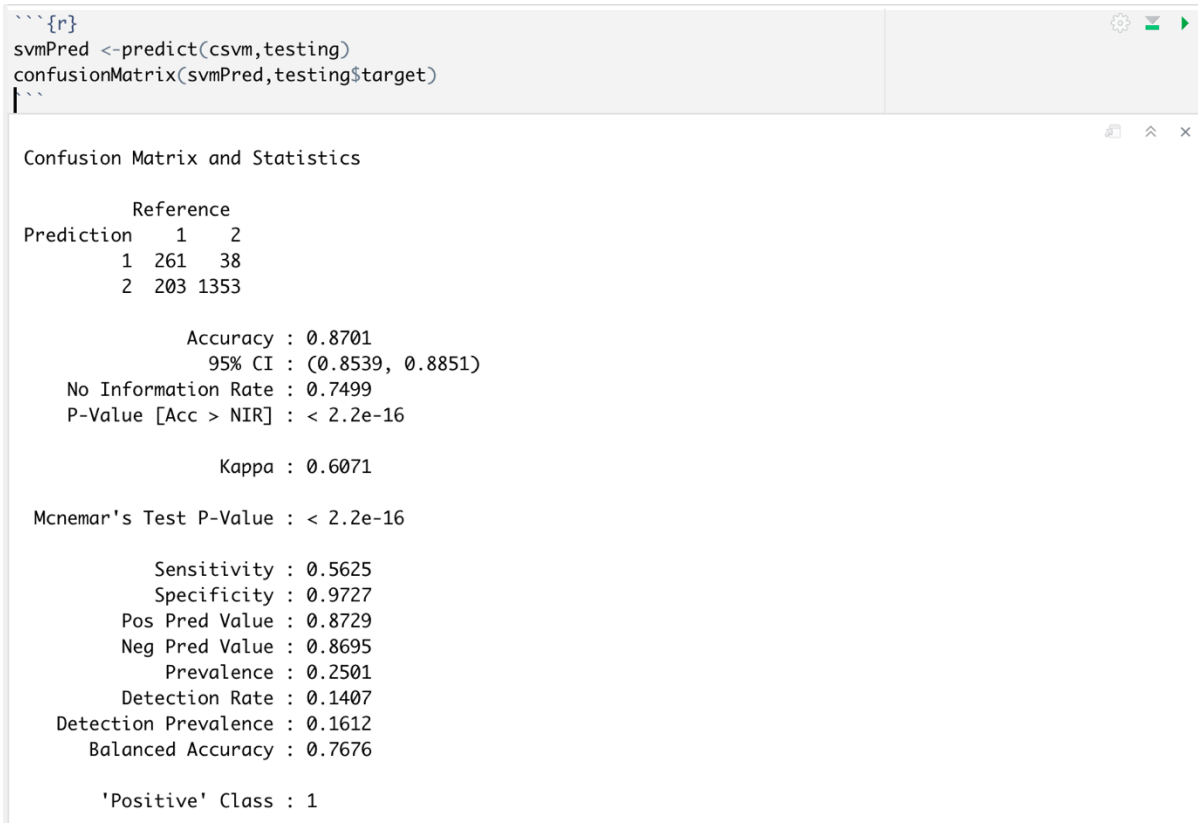 ```{r}
svmPred <-predict(csvm,testing)
confusionMatrix(svmPred,testing$target)
```
Confusion Matrix and Statistics
Reference
Prediction 1 2
1 261 38
2 203 1353
Accuracy : 0.8701
95% CI : (0.8539, 0.8851)
No Information Rate : 0.7499
P-Value [Acc > NIR] : < 2.2e-16
Kappa : 0.6071
Mcnemar's Test P-Value : < 2.2e-16
Sensitivity : 0.5625
Specificity : 0.9727
Pos Pred Value : 0.8729
Neg Pred Value : 0.8695
Prevalence : 0.2501
Detection Rate : 0.1407
Detection Prevalence : 0.1612
Balanced Accuracy : 0.7676
'Positive' Class : 1